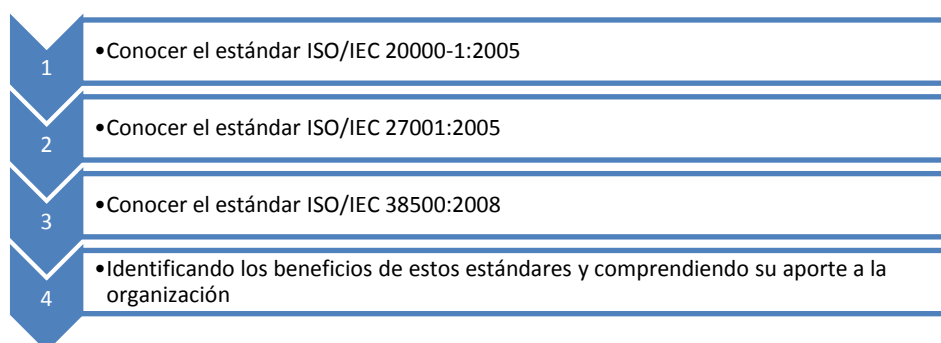 1
•Conocer el estándar ISO/IEC 20000-1:2005
2
•Conocer el estándar ISO/IEC 27001:2005
3
•Conocer el estándar ISO/IEC 38500:2008
4
•Identificando los beneficios de estos estándares y comprendiendo su aporte a la
organización